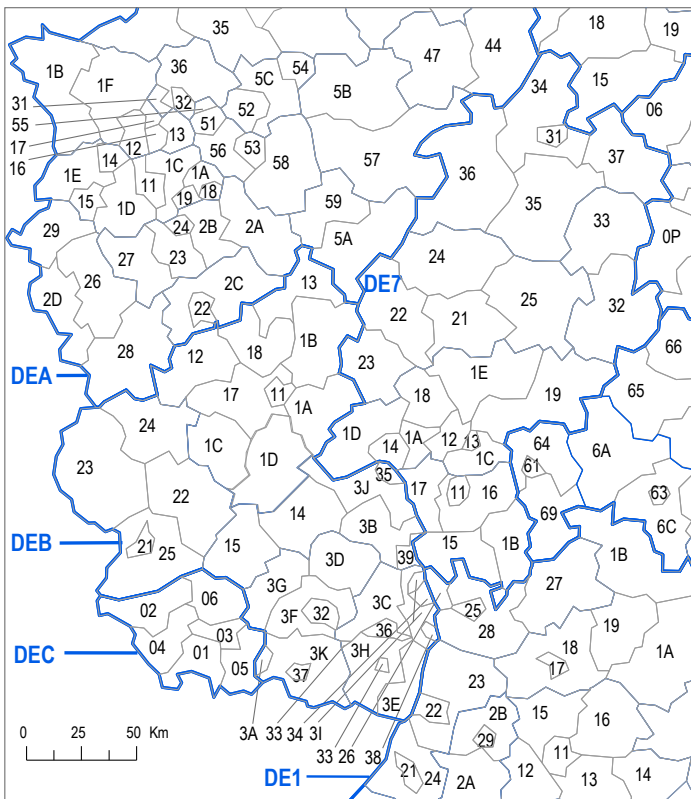 35
44
18
19
47
36
5C
54
1B
1F
5B
34
15
31
32
06
52
55
51
31
17
13
12
53
37
16
14
1C
56
58
57
36
1E
1A
11
18
35
15
19
59
1D
33
24
2B
2A
29
5A
0P
27
23
24
26
2C
13
DE7
2D
25
22
22
21
32
28
12
18
1B
66
23
DEA
1E
17
11
18
19
65
1A
24
1D
1A
12
13
64
14
6A
1C
1C
23
1D
35
61
22
3J
17
11
16
63
14
69
3B
6C
DEB
21
25
15
39
15
1B
1B
3D
3G
27
06
3C
02
3F
32
25
36
28
03
19
18
DEC
04
01
3K
3H
1A
17
05
37
23
3E
2B
15
22
16
3A
33
34
3I
33
26
38
29
0 50 Km
11
21
24
2A
12
13
14
DE1